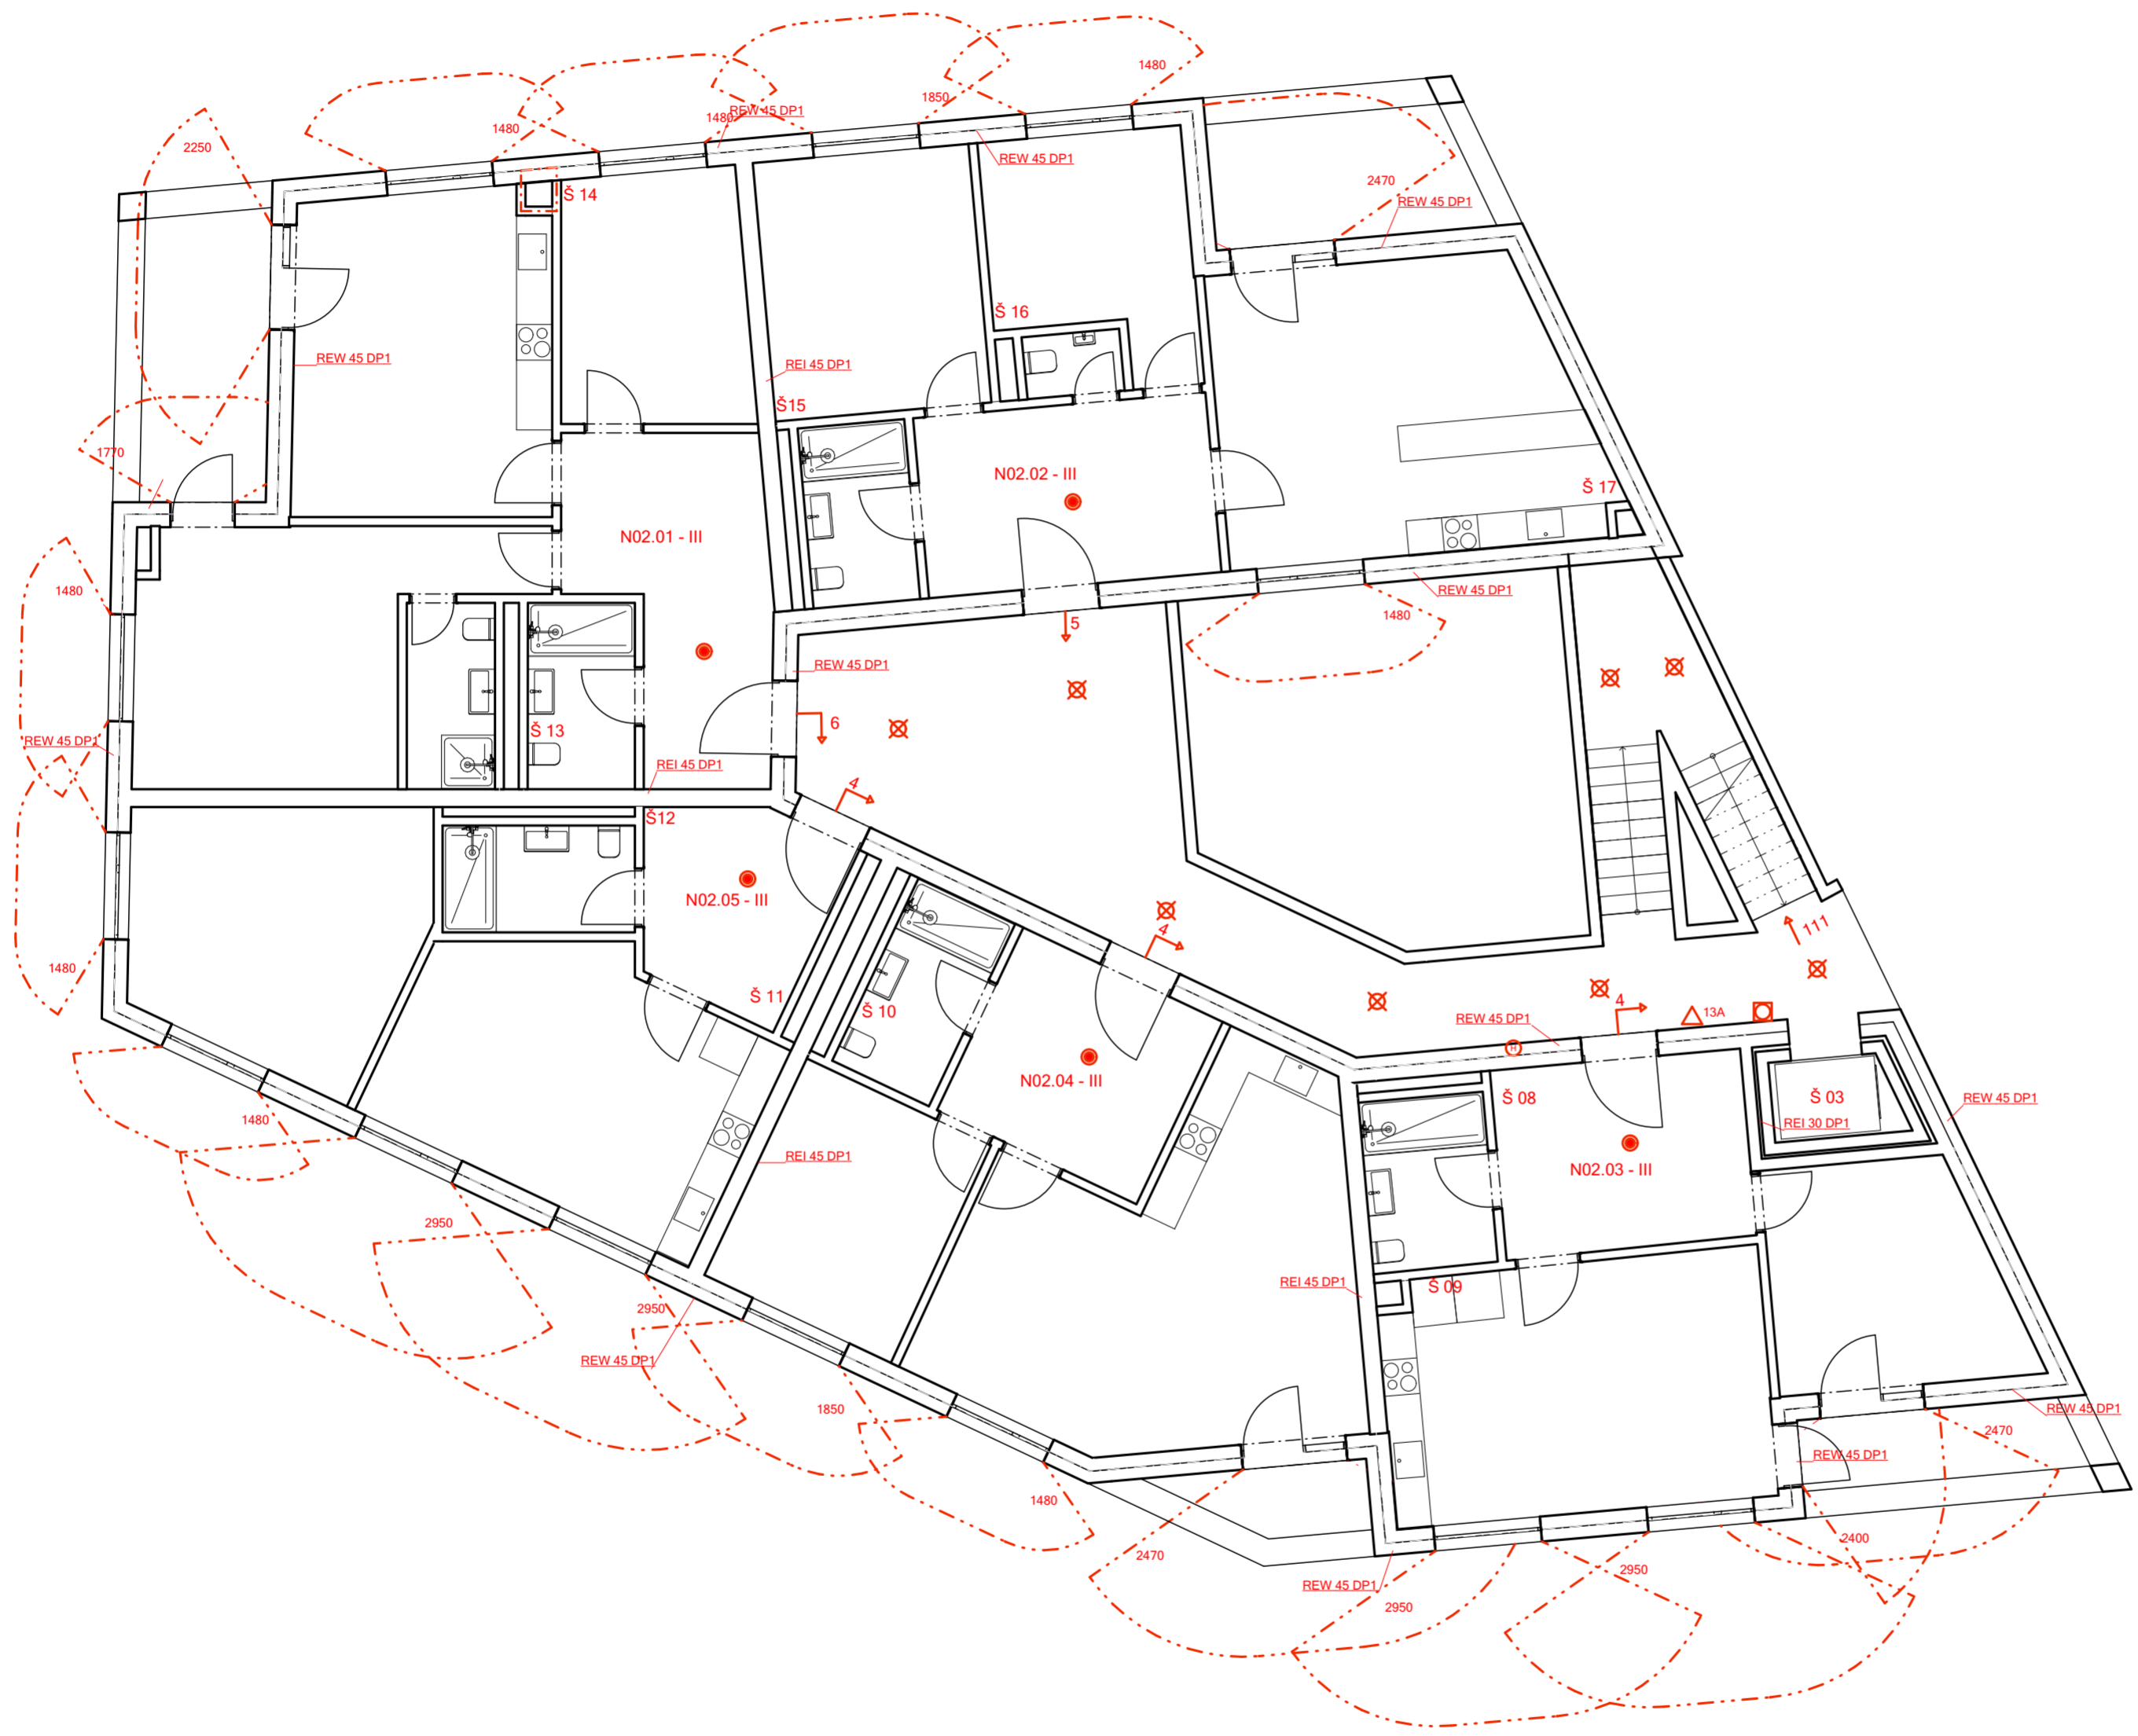 1480
1850
1480
REW 45 DP1
1480
2250
REW 45 DP1
2470
Š 14
REW 45 DP1
Š 16
REW 45 DP1
REI 45 DP1
Š15
1770
N02.02 - III
Š 17
N02.01 - III
1480
REW 45 DP1
1480
5
REW 45 DP1
6
Š 13
REW 45 DP1
REI 45 DP1
4
Š12
N02.05 - III
4
111
1480
Š 11
Š 10
4
13A
REW 45 DP1
H
N02.04 - III
Š 08
Š 03
REW 45 DP1
1480
REI 30 DP1
REI 45 DP1
N02.03 - III
2950
REI 45 DP1
Š 09
2950
REW 45 DP1
1850
REW 45 DP1
2470
REW 45 DP1
1480
2400
2470
2950
REW 45 DP1
2950